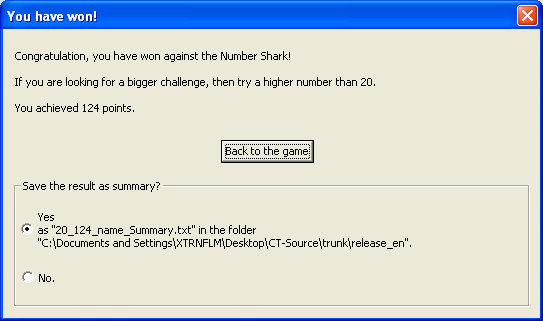 You have won!
Congratulation, you have won against the Number Shark!
If you are looking for a bigger challenge, then try a higher number than 20.
You achieved 124 points.
Back to the game
Save the result as summary?
Yes
as "20_124_name_Summary.txt" in the folder
"C:\Documents and Settings\XTRNFLM\Desktop\CT-Source\trunk\release_en".
No.